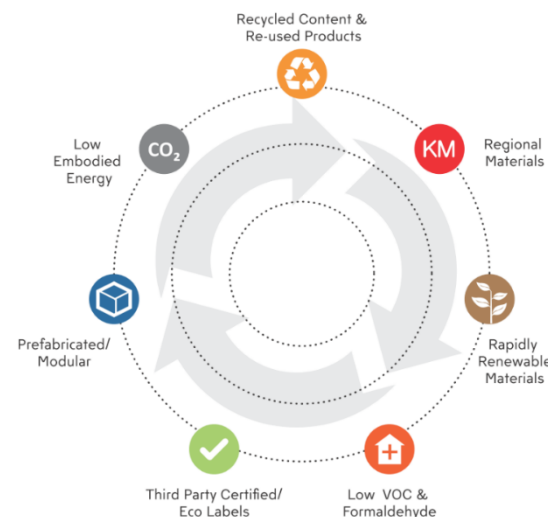 Recycled Content &
Re-used Products
KM
Regional
Materials
Rapidly
Renewable
Materials
Low VOC &
Formaldehyde
Third Party Certified/
Eco Labels
Prefabricated/
Modular
CO₂
Low
Embodied
Energy